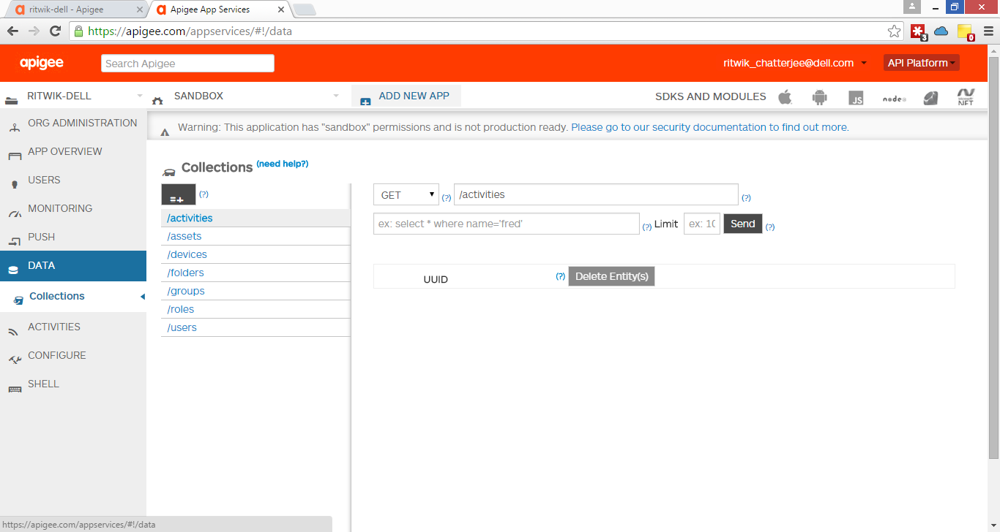 ritwik-dell - Apigee
Apigee App Services
https://apigee.com/appservices/#!/data
3
0
apigee
Search Apigee
ritwik_chatterjee@dell.com
API Platform
RITWIK-DELL
SANDBOX
ADD NEW APP
SDKS AND MODULES
JS
node
Microsoft
.NET
ORG ADMINISTRATION
Warning: This application has "sandbox" permissions and is not production ready. Please go to our security documentation to find out more.
APP OVERVIEW
USERS
MONITORING
PUSH
DATA
Collections
ACTIVITIES
CONFIGURE
SHELL
Collections (need help?)
(?)
/activities
/assets
/devices
/folders
/groups
/roles
/users
GET (?) /activities (?)
ex: select * where name='fred' (?) Limit ex: 10 Send (?)
UUID (?) Delete Entity(s)
https://apigee.com/appservices/#!/data